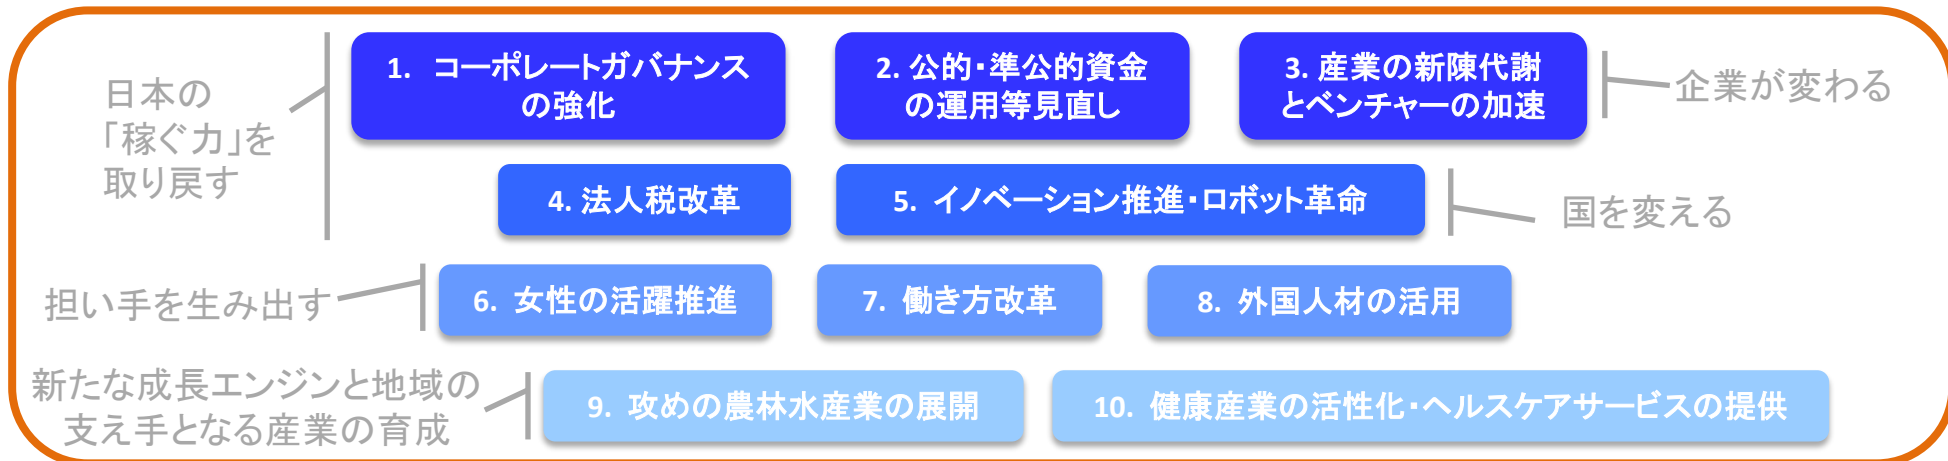 日本の
「稼ぐ力」を
取り戻す
1. コーポレートガバナンス
の強化
2. 公的・準公的資金
の運用等見直し
3. 産業の新陳代謝
とベンチャーの加速
企業が変わる
4. 法人税改革
5. イノベーション推進・ロボット革命
国を変える
担い手を生み出す
6. 女性の活躍推進
7. 働き方改革
8. 外国人材の活用
新たな成長エンジンと地域の
支え手となる産業の育成
9. 攻めの農林水産業の展開
10. 健康産業の活性化・ヘルスケアサービスの提供